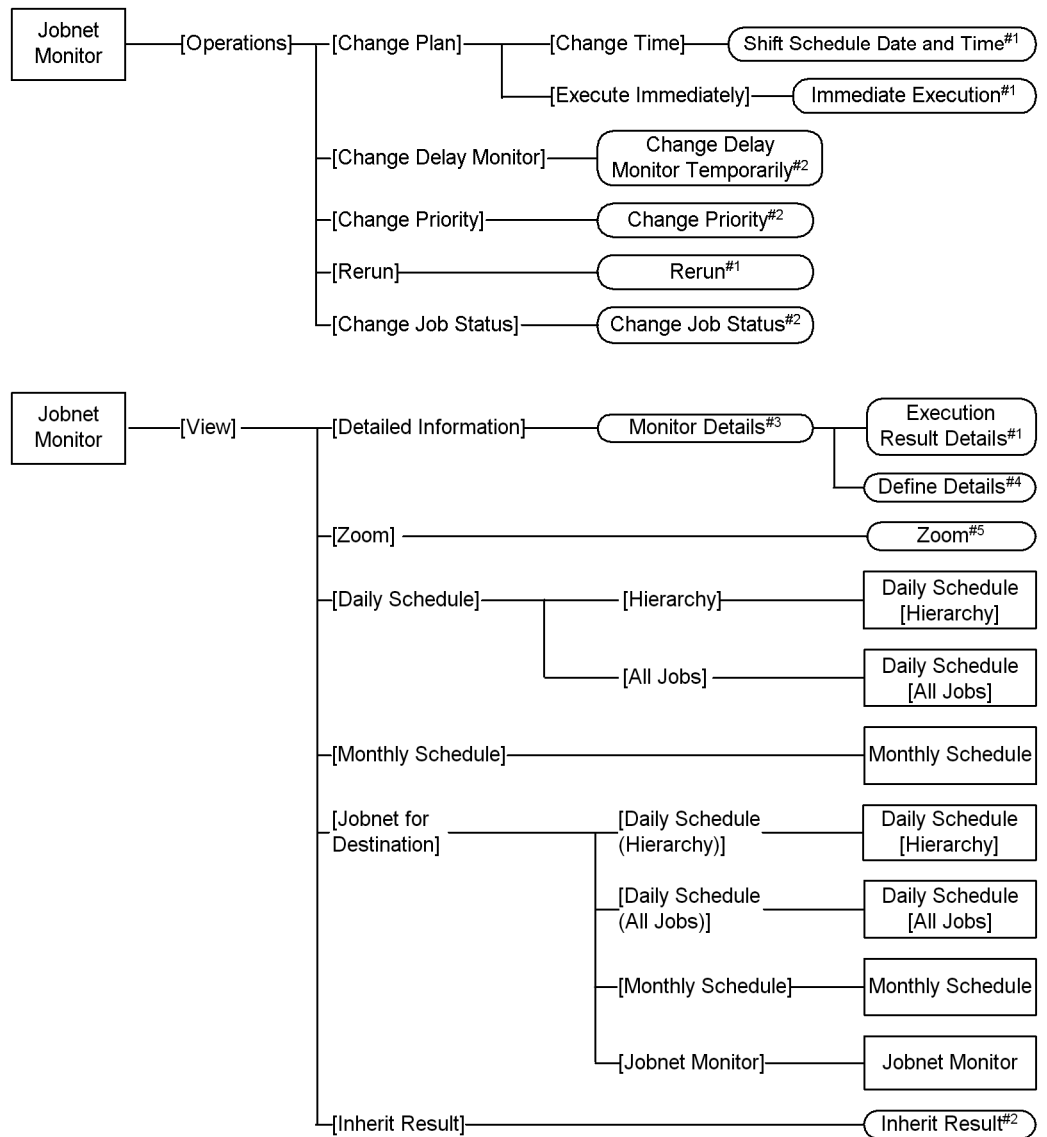 Jobnet
Monitor
[Operations]
[Change Plan]
[Change Time]
Shift Schedule Date and Time#1
[Execute Immediately]
Immediate Execution#1
[Change Delay Monitor]
Change Delay
Monitor Temporarily#2
[Change Priority]
Change Priority#2
[Rerun]
Rerun#1
[Change Job Status]
Change Job Status#2
Jobnet
Monitor
[View]
[Detailed Information]
Monitor Details#3
Execution
Result Details#1
Define Details#4
[Zoom]
Zoom#5
[Daily Schedule]
[Hierarchy]
Daily Schedule
[Hierarchy]
[All Jobs]
Daily Schedule
[All Jobs]
[Monthly Schedule]
Monthly Schedule
[Jobnet for
Destination]
[Daily Schedule
(Hierarchy)]
Daily Schedule
[Hierarchy]
[Daily Schedule
(All Jobs)]
Daily Schedule
[All Jobs]
[Monthly Schedule]
Monthly Schedule
[Jobnet Monitor]
Jobnet Monitor
[Inherit Result]
Inherit Result#2